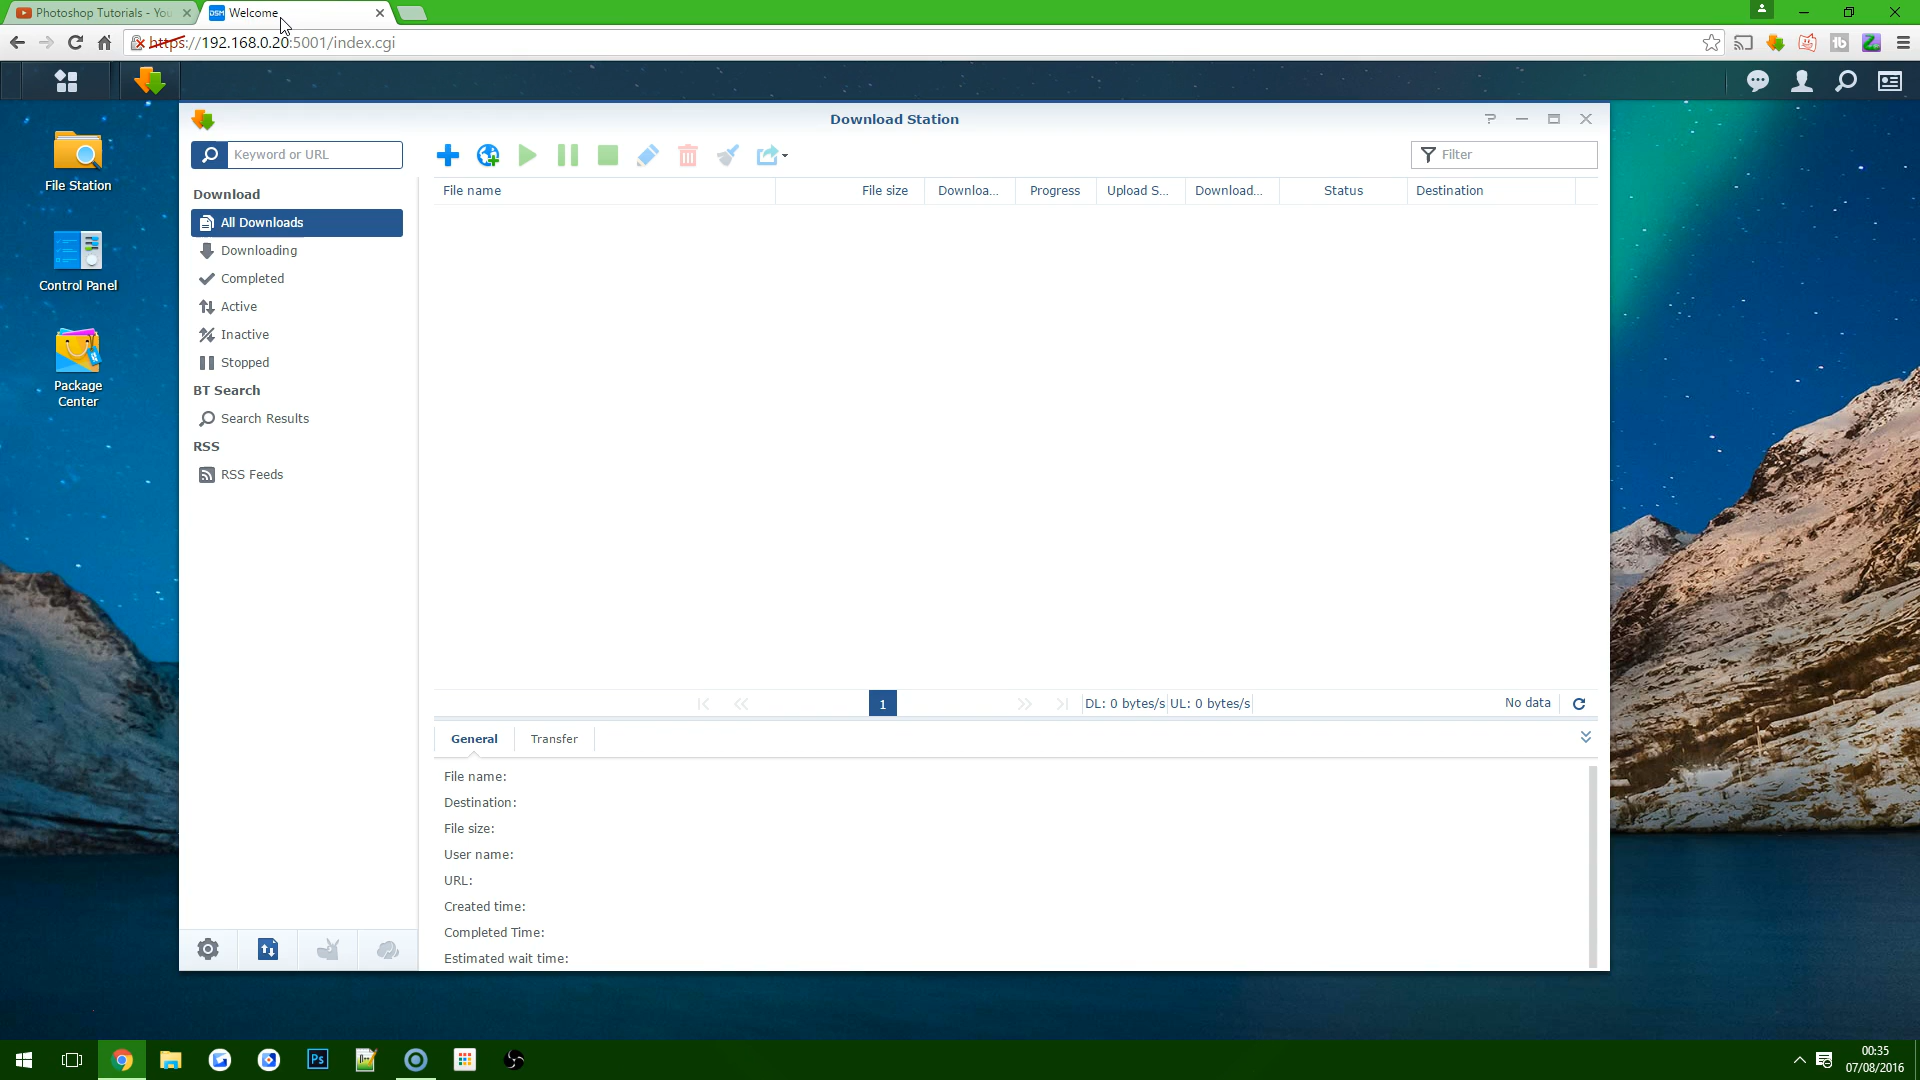 Photoshop Tutorials - You
DSM Welcome
https://192.168.0.20:5001/index.cgi
Download Station
File Station
Control Panel
Package
Center
Keyword or URL
Filter
Download
All Downloads
Downloading
Completed
Active
Inactive
Stopped
BT Search
Search Results
RSS
RSS Feeds
File name
File size
Downloa...
Progress
Upload S...
Download...
Status
Destination
1
DL: 0 bytes/s
UL: 0 bytes/s
No data
General
Transfer
File name:
Destination:
File size:
User name:
URL:
Created time:
Completed Time:
Estimated wait time:
Ps
00:35
07/08/2016